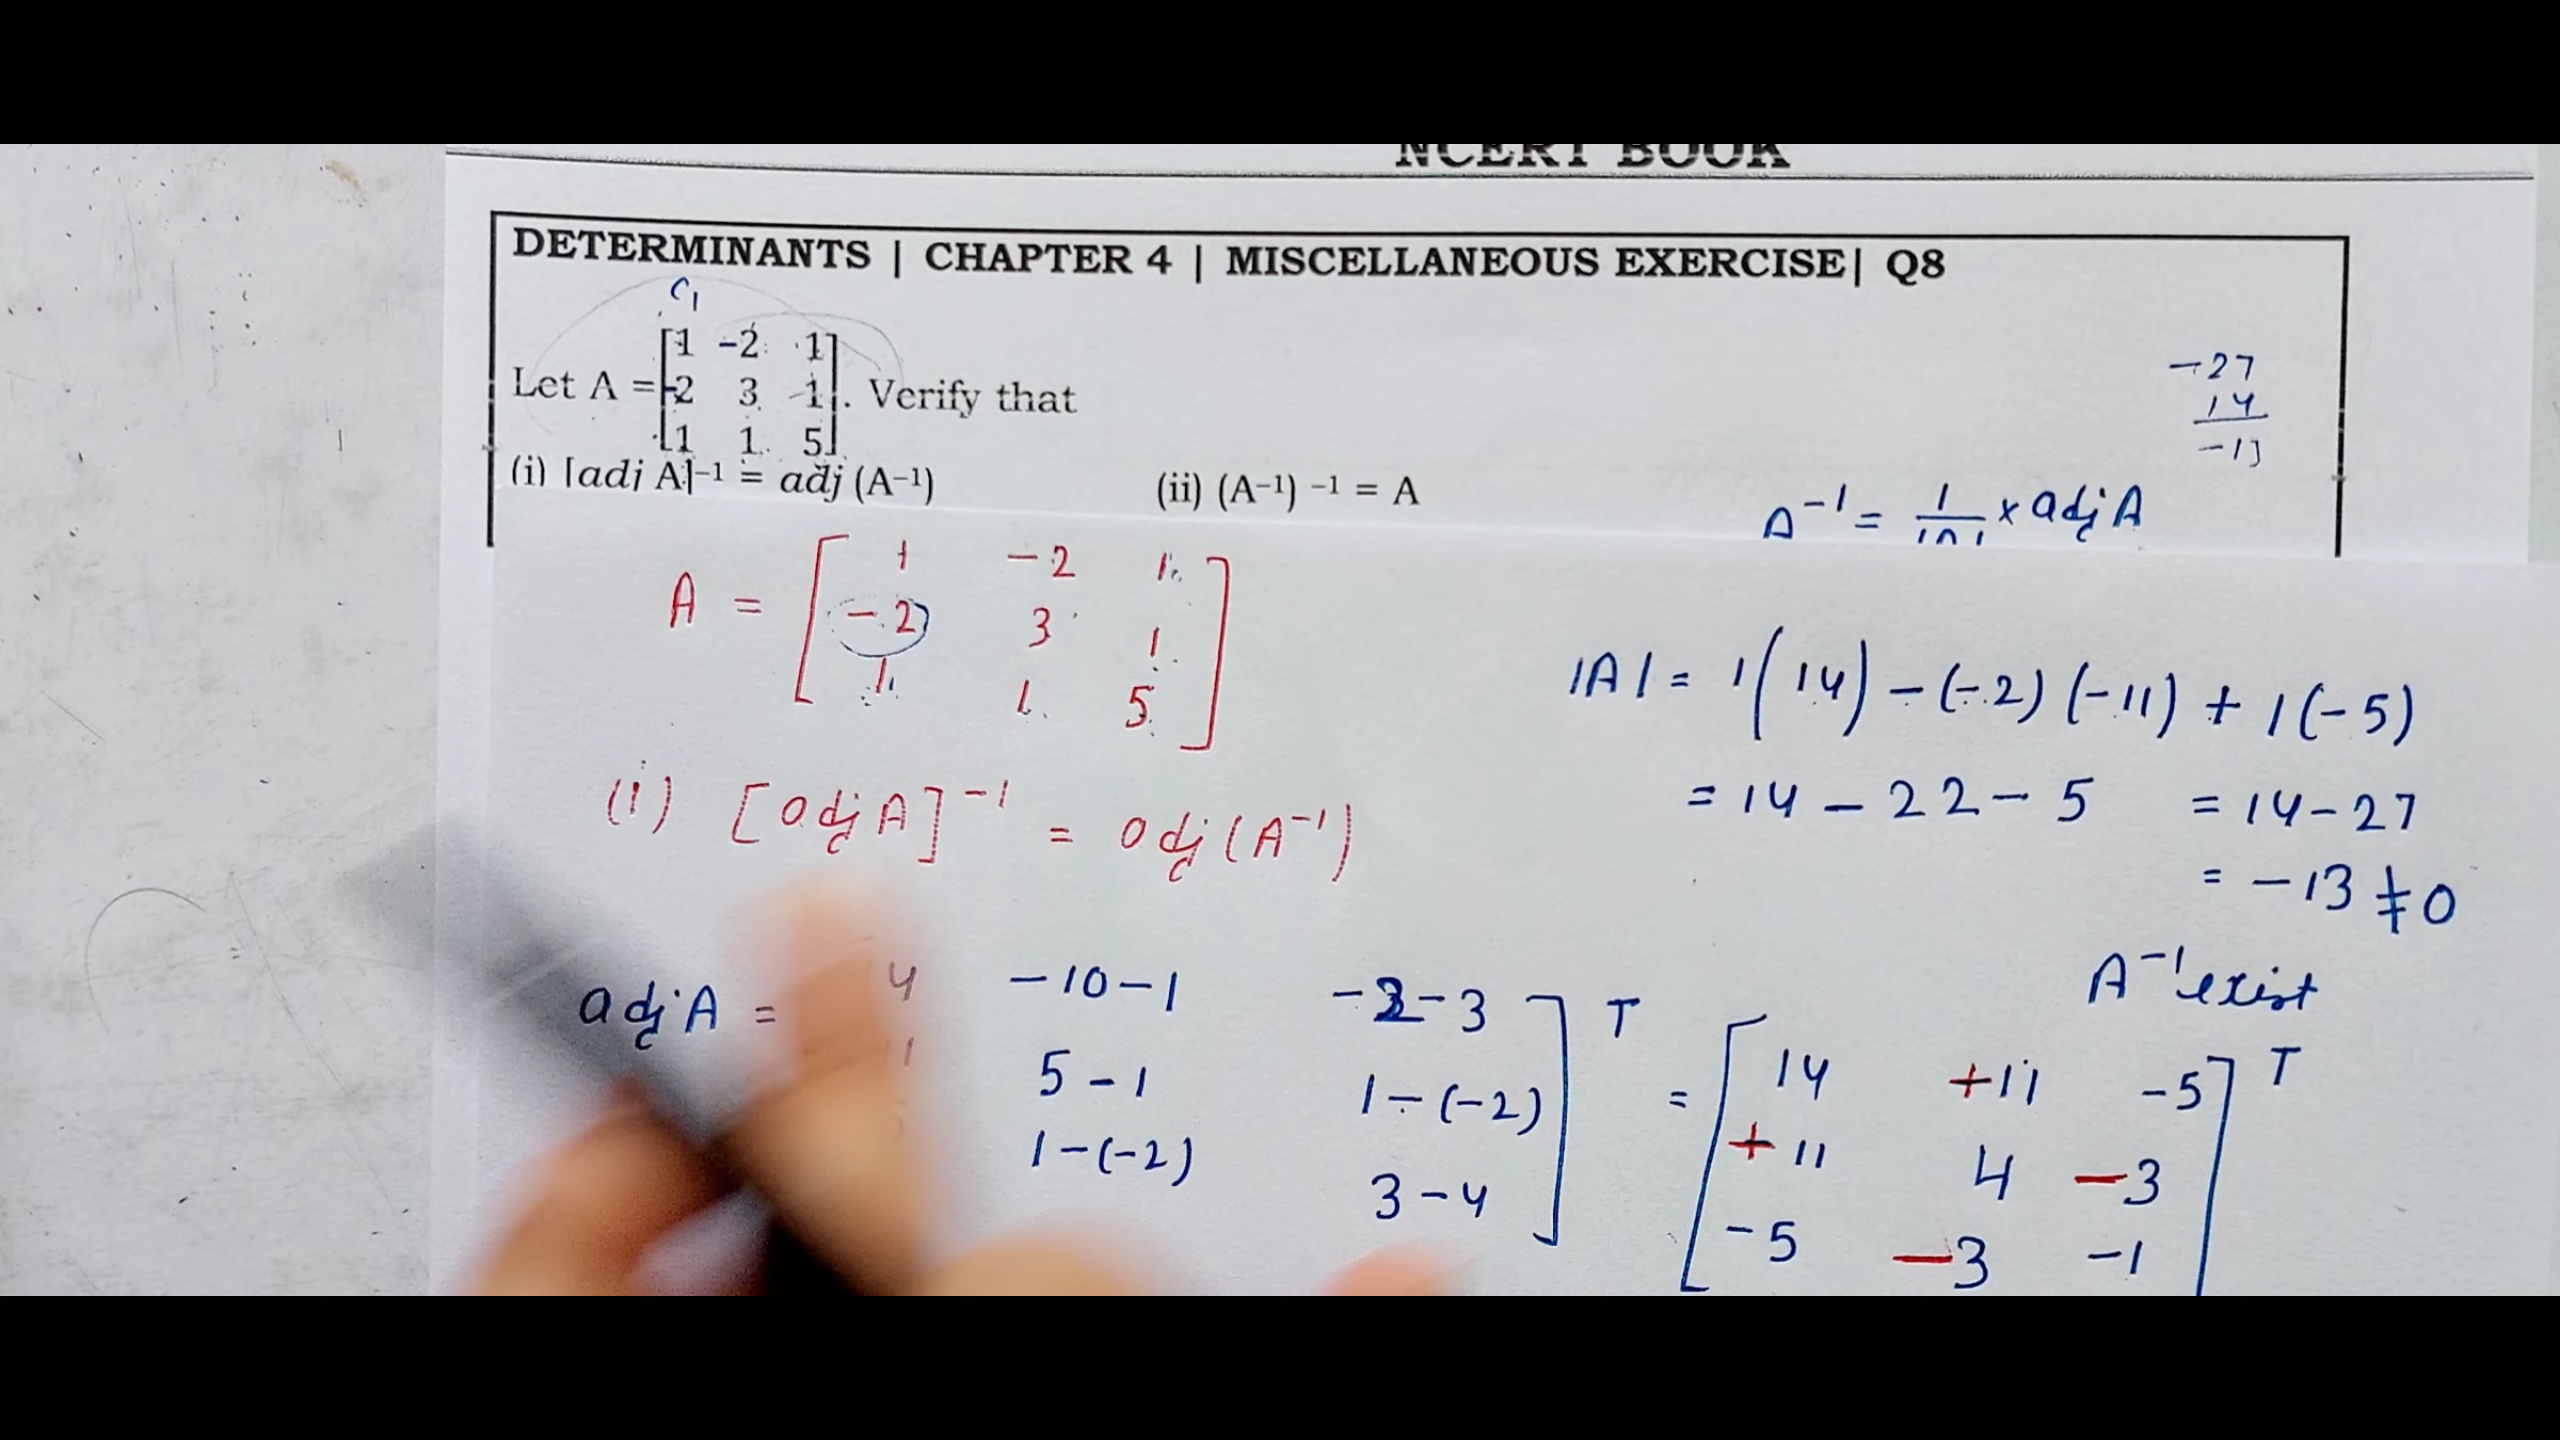 NCERT BOOK
DETERMINANTS | CHAPTER 4 | MISCELLANEOUS EXERCISE| Q8
C1
[1 -2 1]
Let A = [-2 3 1]. Verify that
[1 1 5]
(i) [adj A]–1 = adj (A–1) (ii) (A–1) –1 = A
-27
14
-13
A-1 = 1/|A| × adj A
A = [1 -2 1
-2 3 1
1 1 5]
|A| = 1(14) - (-2)(-11) + 1(-5)
= 14 - 22 - 5 = 14 - 27
= -13 ≠ 0
A-1 exist
(i) [adj A]-1 = adj(A-1)
adj A = 4 -10-1 -2-3 ] T = [14 +11 -5] T
1 5-1 1-(-2) +11 4 -3
1-(-2) 3-4 -5 -3 -1